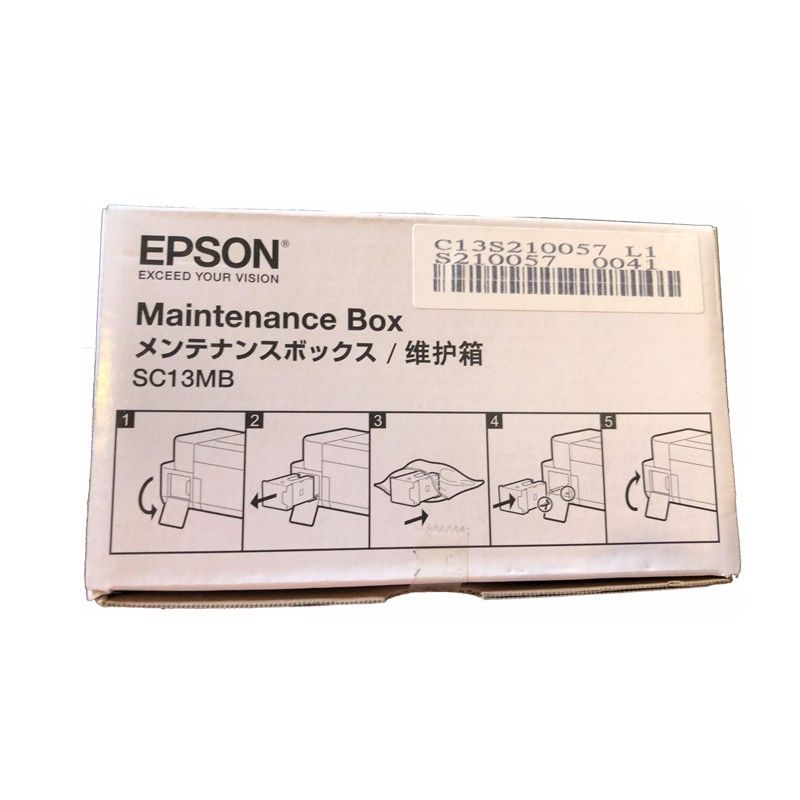 EPSON®
EXCEED YOUR VISION
C13S210057 L1
S210057 0041
Maintenance Box
メンテナンスボックス / 维护箱
SC13MB
1
2
3
4
5